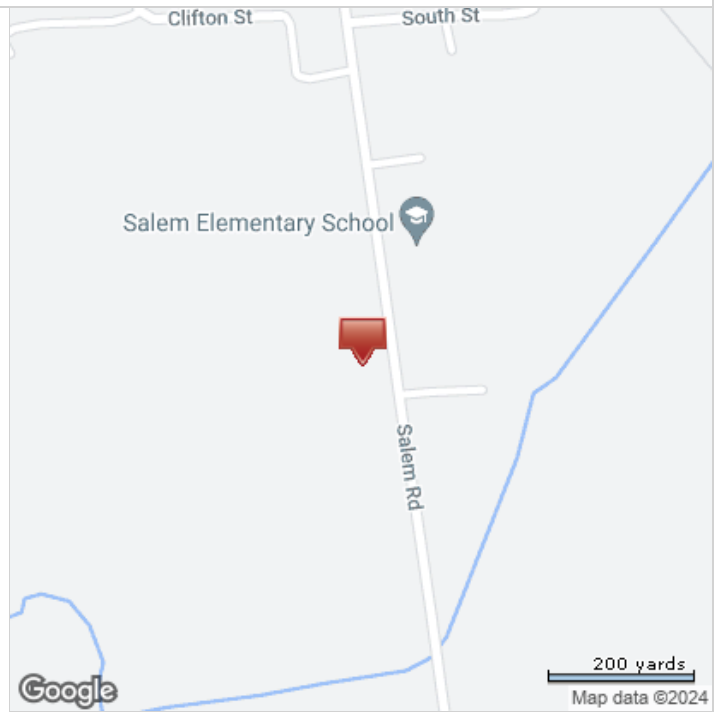 Clifton St
South St
Salem Elementary School
Salem Rd
200 yards
Google
Map data ©2024